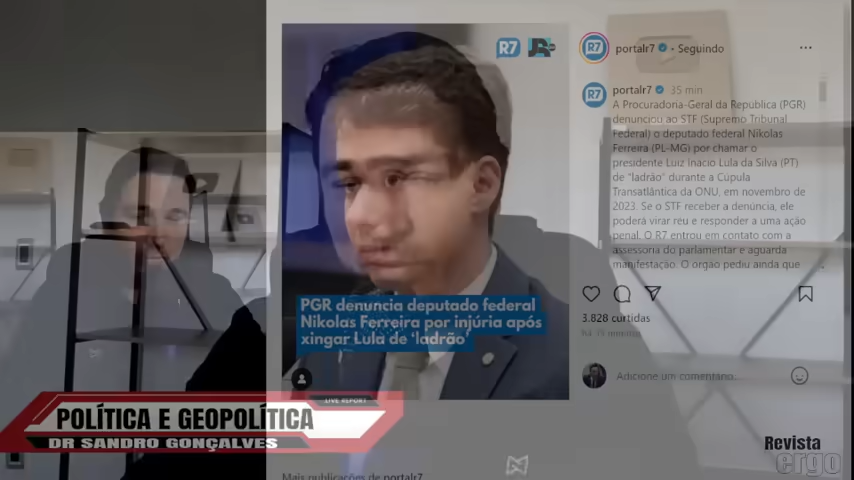 R7
portalr7 • Seguindo
portalr7 35 min
A Procuradoria-Geral da República (PGR)
denunciou ao STF (Supremo Tribunal
Federal) o deputado federal Nikolas
Ferreira (PL-MG) por chamar o
presidente Luiz Inácio Lula da Silva (PT)
de "ladrão" durante a Cúpula
Transatlântica da ONU, em novembro de
2023. Se o STF receber a denúncia, ele
poderá virar réu e responder a uma ação
penal. O R7 entrou em contato com a
assessoria do parlamentar e aguarda
manifestação. O órgão pediu ainda que
PGR denuncia deputado federal
Nikolas Ferreira por injúria após
xingar Lula de 'ladrão'
3.828 curtidas
há 35 minutos
Adicione um comentário...
LIVE REPORT
POLÍTICA E GEOPOLÍTICA
DR SANDRO GONÇALVES
Revista
ergo
Mais publicações de portalr7